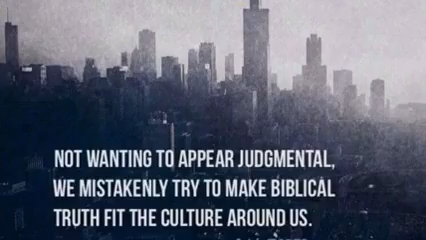 NOT WANTING TO APPEAR JUDGMENTAL,
WE MISTAKENLY TRY TO MAKE BIBLICAL
TRUTH FIT THE CULTURE AROUND US.